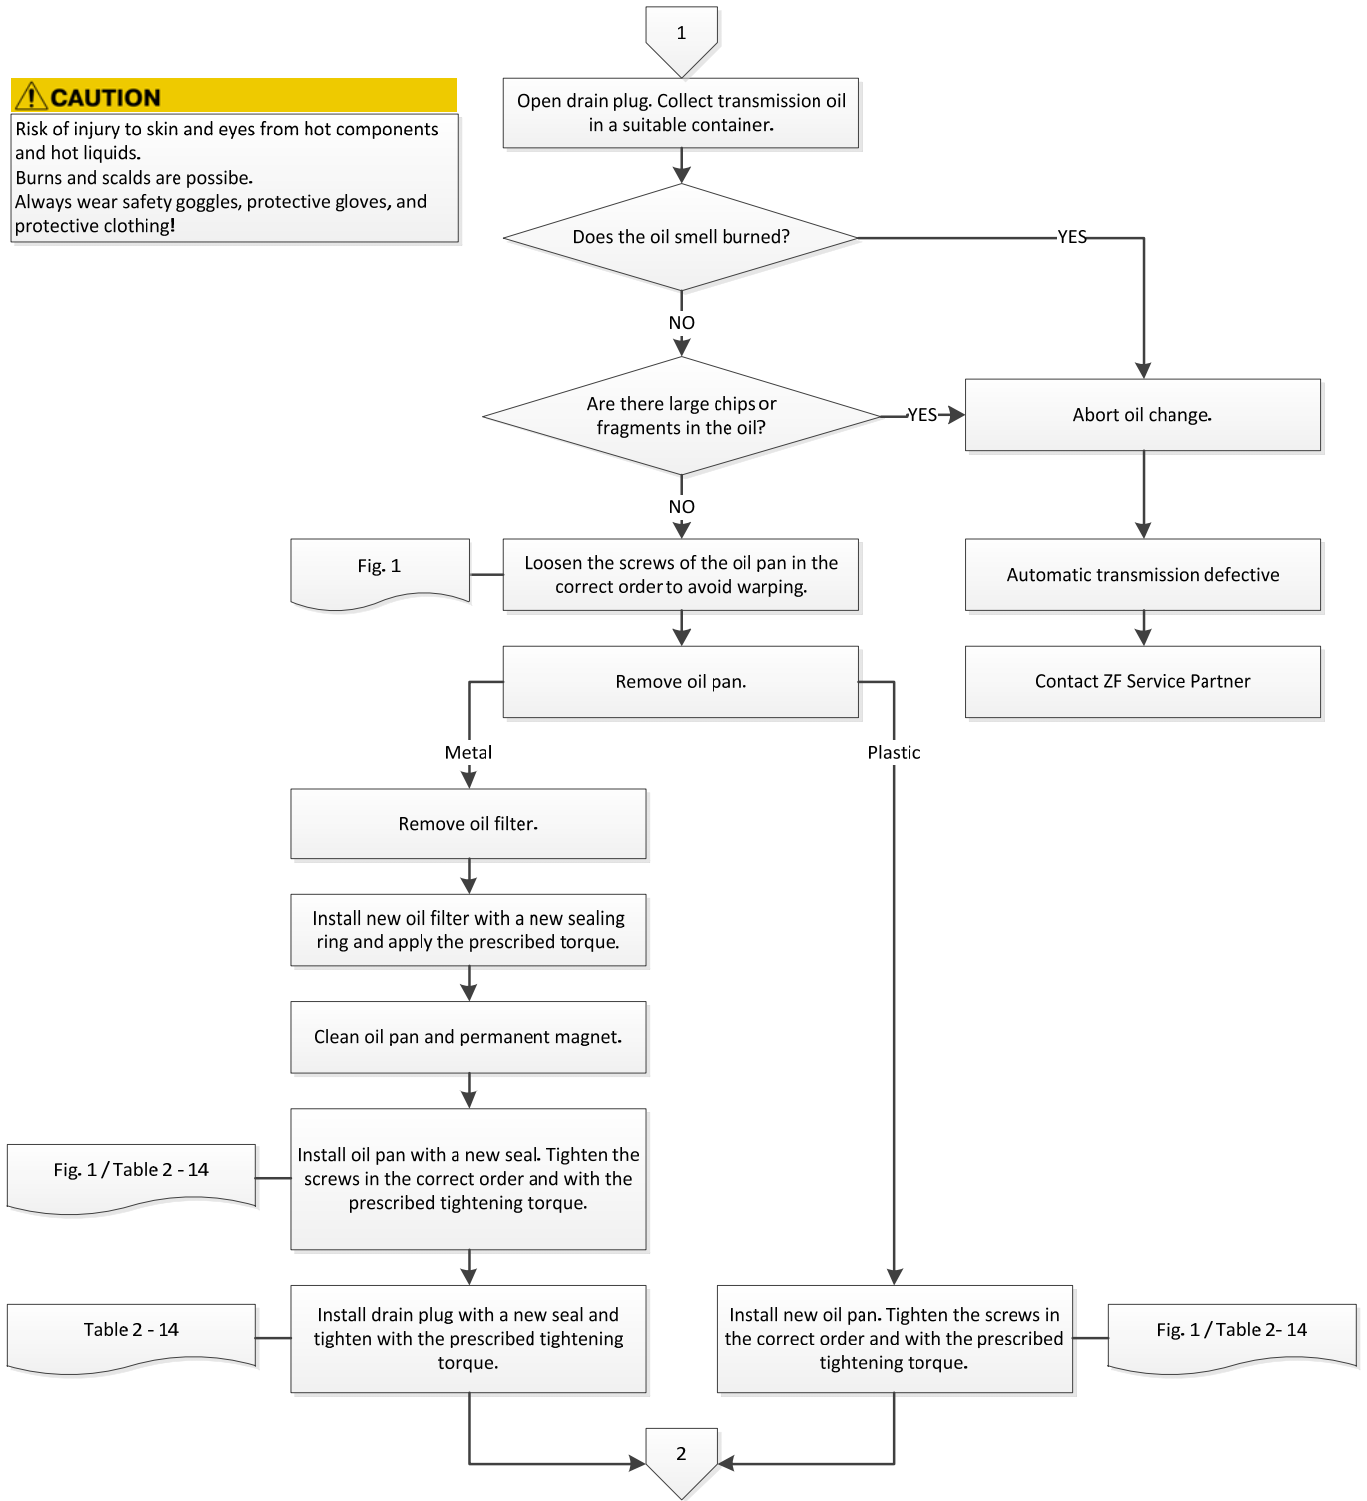 1
CAUTION
Risk of injury to skin and eyes from hot components
and hot liquids.
Burns and scalds are possibe.
Always wear safety goggles, protective gloves, and
protective clothing!
Open drain plug. Collect transmission oil
in a suitable container.
Does the oil smell burned?
YES
NO
Are there large chips or
fragments in the oil?
YES
Abort oil change.
NO
Fig. 1
Loosen the screws of the oil pan in the
correct order to avoid warping.
Automatic transmission defective
Remove oil pan.
Contact ZF Service Partner
Metal
Plastic
Remove oil filter.
Install new oil filter with a new sealing
ring and apply the prescribed torque.
Clean oil pan and permanent magnet.
Fig. 1 / Table 2 - 14
Install oil pan with a new seal. Tighten the
screws in the correct order and with the
prescribed tightening torque.
Table 2 - 14
Install drain plug with a new seal and
tighten with the prescribed tightening
torque.
Install new oil pan. Tighten the screws in
the correct order and with the prescribed
tightening torque.
Fig. 1 / Table 2- 14
2